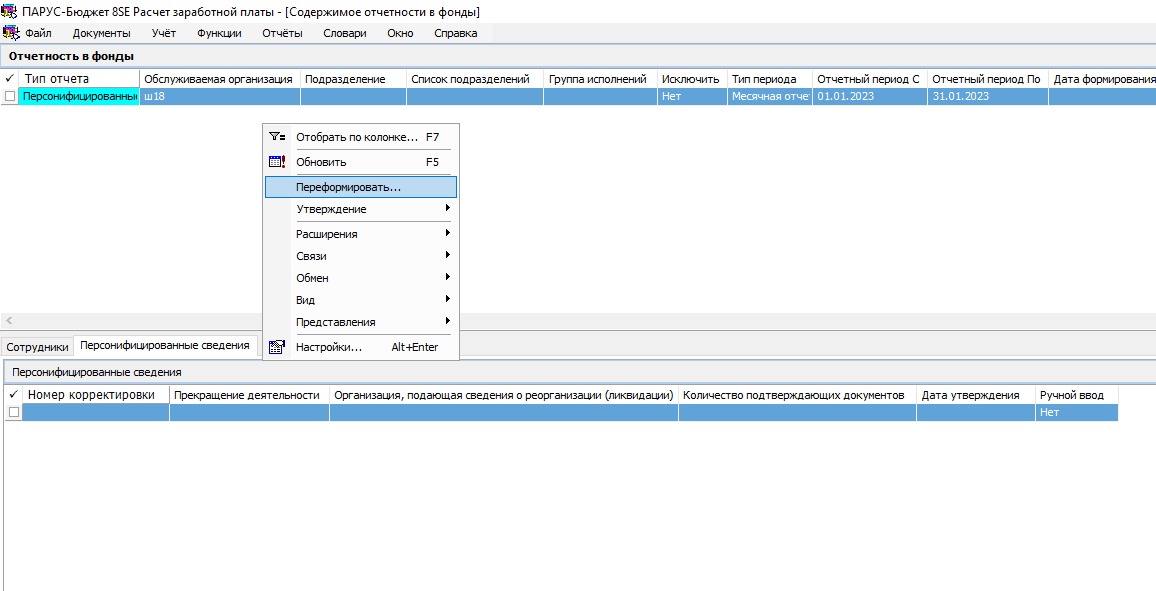 ПАРУС-Бюджет 8SE Расчет заработной платы - [Содержимое отчетности в фонды]
Файл Документы Учёт Функции Отчёты Словари Окно Справка
Отчетность в фонды
Тип отчета Обслуживаемая организация Подразделение Список подразделений Группа исполнений Исключить Тип периода Отчетный период С Отчетный период По Дата формирования
Персонифицированны ш18 Нет Месячная отче 01.01.2023 31.01.2023
Отобрать по колонке... F7
Обновить F5
Переформировать...
Утверждение
Расширения
Связи
Обмен
Вид
Представления
Настройки... Alt+Enter
Сотрудники Персонифицированные сведения
Персонифицированные сведения
Номер корректировки Прекращение деятельности Организация, подающая сведения о реорганизации (ликвидации) Количество подтверждающих документов Дата утверждения Ручной ввод
Нет